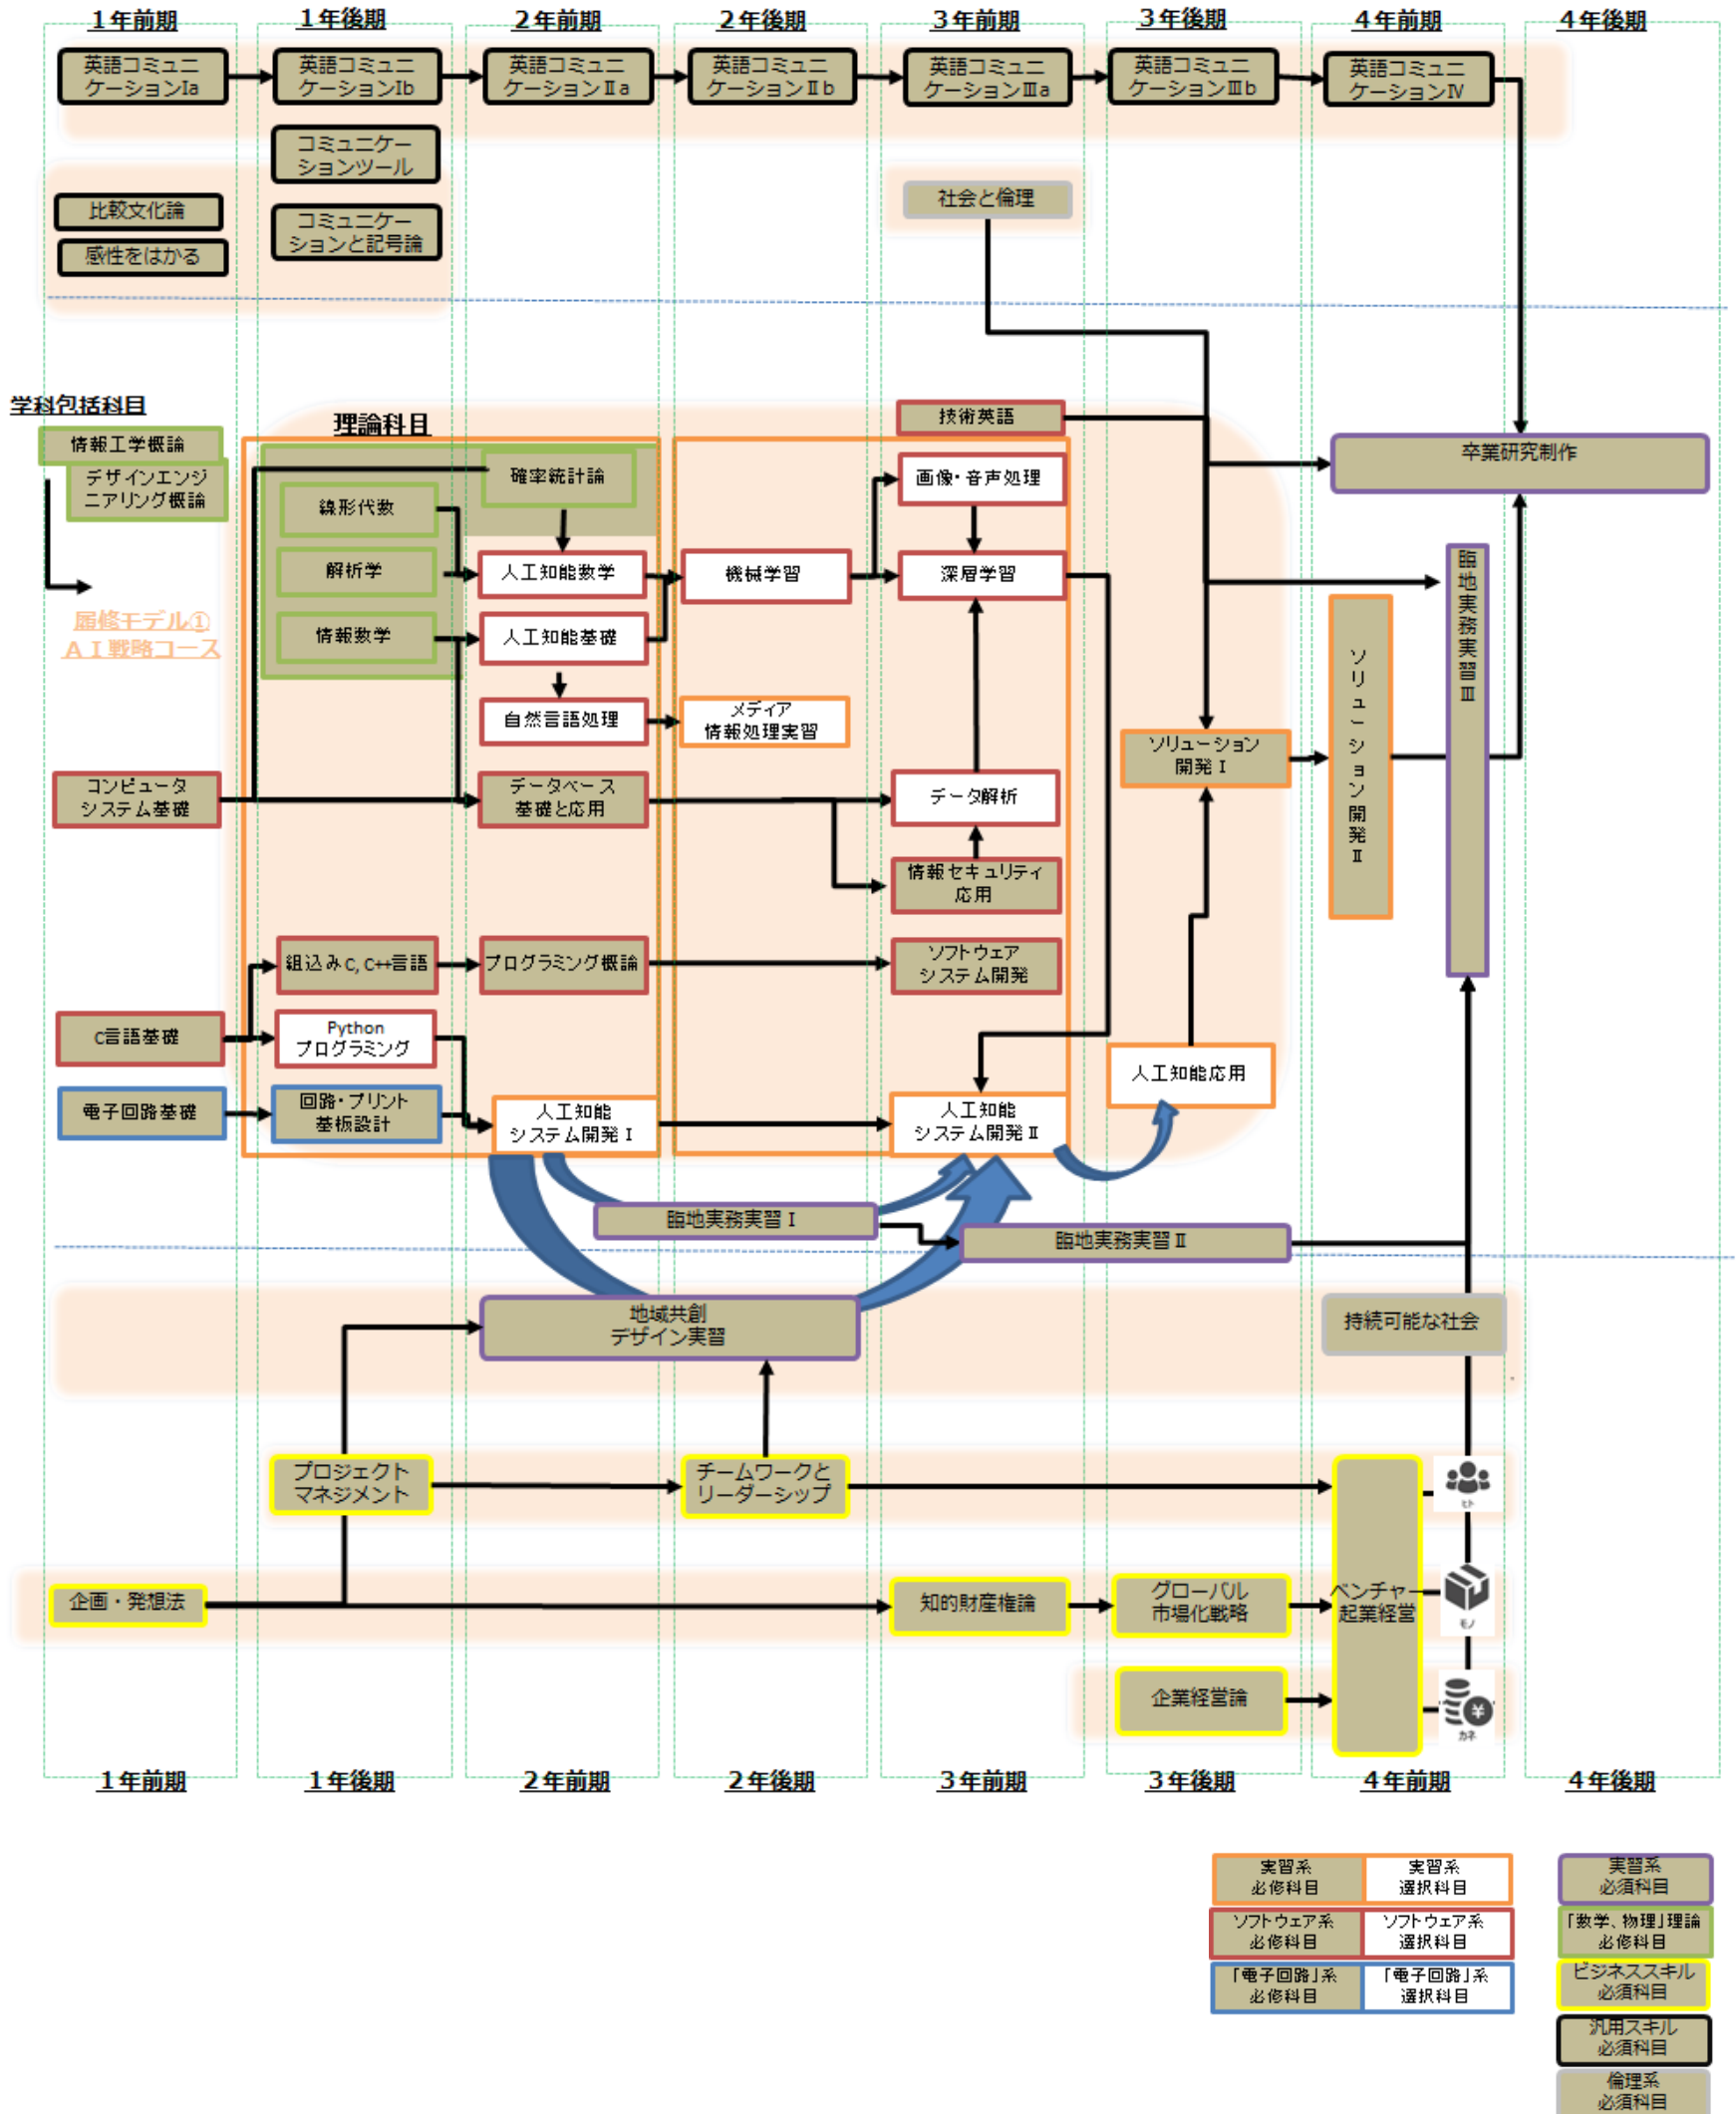 １年前期
１年後期
２年前期
２年後期
３年前期
３年後期
４年前期
４年後期
英語コミュニ
ケーションⅠa
英語コミュニ
ケーションⅠb
英語コミュニ
ケーションⅡa
英語コミュニ
ケーションⅡb
英語コミュニ
ケーションⅢa
英語コミュニ
ケーションⅢb
英語コミュニ
ケーションⅣ
コミュニケー
ションツール
比較文化論
感性をはかる
コミュニケー
ションと記号論
社会と倫理
学科包括科目
情報工学概論
デザインエンジ
ニアリング概論
履修モデル①
ＡＩ戦略コース
理論科目
確率統計論
線形代数
解析学
情報数学
人工知能数学
人工知能基礎
自然言語処理
機械学習
メディア
情報処理実習
技術英語
画像・音声処理
深層学習
卒業研究制作
臨地実務実習Ⅲ
ソリューション開発Ⅱ
ソリューション
開発Ⅰ
コンピュータ
システム基礎
データベース
基礎と応用
データ解析
情報セキュリティ
応用
組込みC, C++言語
プログラミング概論
ソフトウェア
システム開発
C言語基礎
Python
プログラミング
電子回路基礎
回路・プリント
基板設計
人工知能
システム開発Ⅰ
人工知能
システム開発Ⅱ
人工知能応用
臨地実務実習Ⅰ
臨地実務実習Ⅱ
地域共創
デザイン実習
持続可能な社会
プロジェクト
マネジメント
チームワークと
リーダーシップ
企画・発想法
知的財産権論
グローバル
市場化戦略
企業経営論
ベンチャー
起業経営
ヒト
モノ
カネ
１年前期
１年後期
２年前期
２年後期
３年前期
３年後期
４年前期
４年後期
実習系
必修科目
実習系
選択科目
ソフトウェア系
必修科目
ソフトウェア系
選択科目
「電子回路」系
必修科目
「電子回路」系
選択科目
実習系
必須科目
「数学、物理」理論
必修科目
ビジネススキル
必須科目
汎用スキル
必須科目
倫理系
必須科目